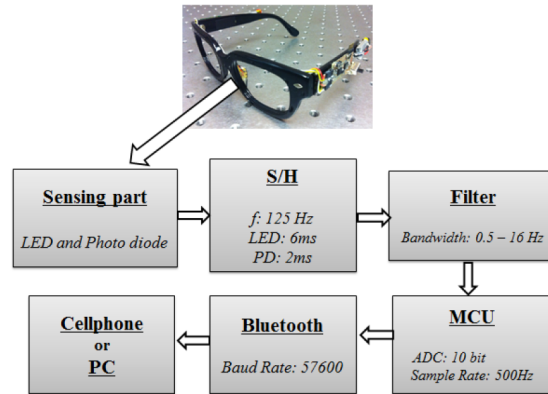 Sensing part
LED and Photo diode
S/H
f: 125 Hz
LED: 6ms
PD: 2ms
Filter
Bandwidth: 0.5 – 16 Hz
MCU
ADC: 10 bit
Sample Rate: 500Hz
Bluetooth
Baud Rate: 57600
Cellphone
or
PC